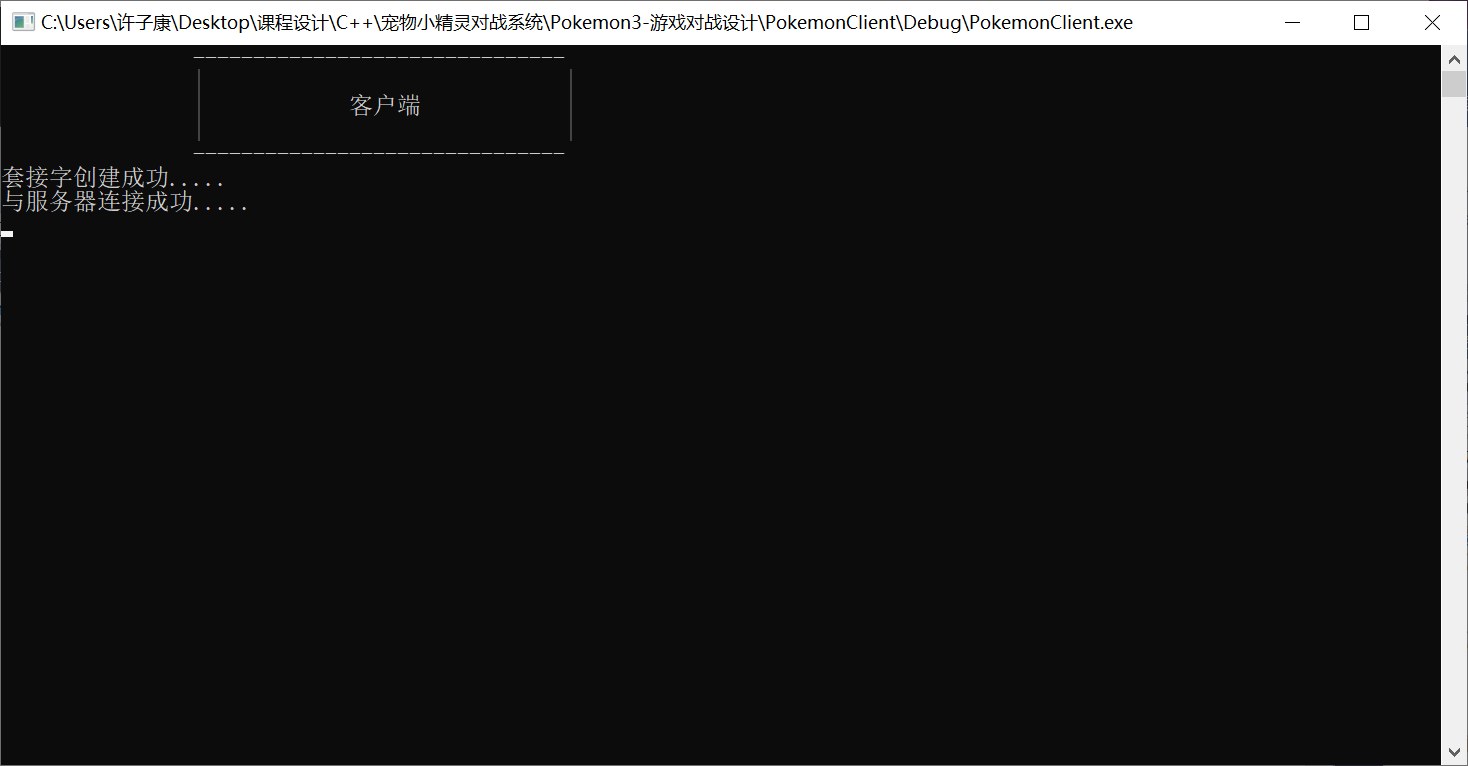 C:\Users\许子康\Desktop\课程设计\C++\宠物小精灵对战系统\Pokemon3-游戏对战设计\PokemonClient\Debug\PokemonClient.exe
客户端
套接字创建成功.....
与服务器连接成功.....